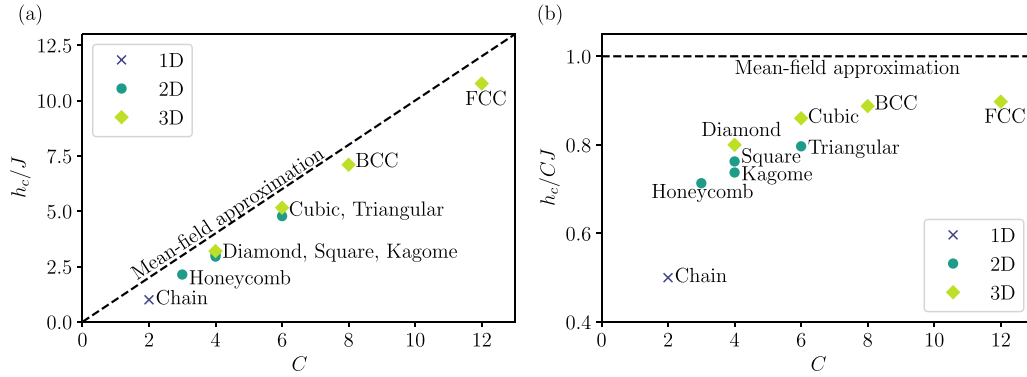 (a)
12.5
10.0
7.5
5.0
2.5
0.0
h_c/J
0
2
4
6
8
10
12
C
1D
2D
3D
Mean-field approximation
FCC
BCC
Cubic, Triangular
Diamond, Square, Kagome
Honeycomb
Chain
(b)
1.0
0.8
0.6
0.4
h_c/CJ
0
2
4
6
8
10
12
C
Mean-field approximation
BCC
FCC
Cubic
Diamond
Triangular
Square
Kagome
Honeycomb
Chain
1D
2D
3D